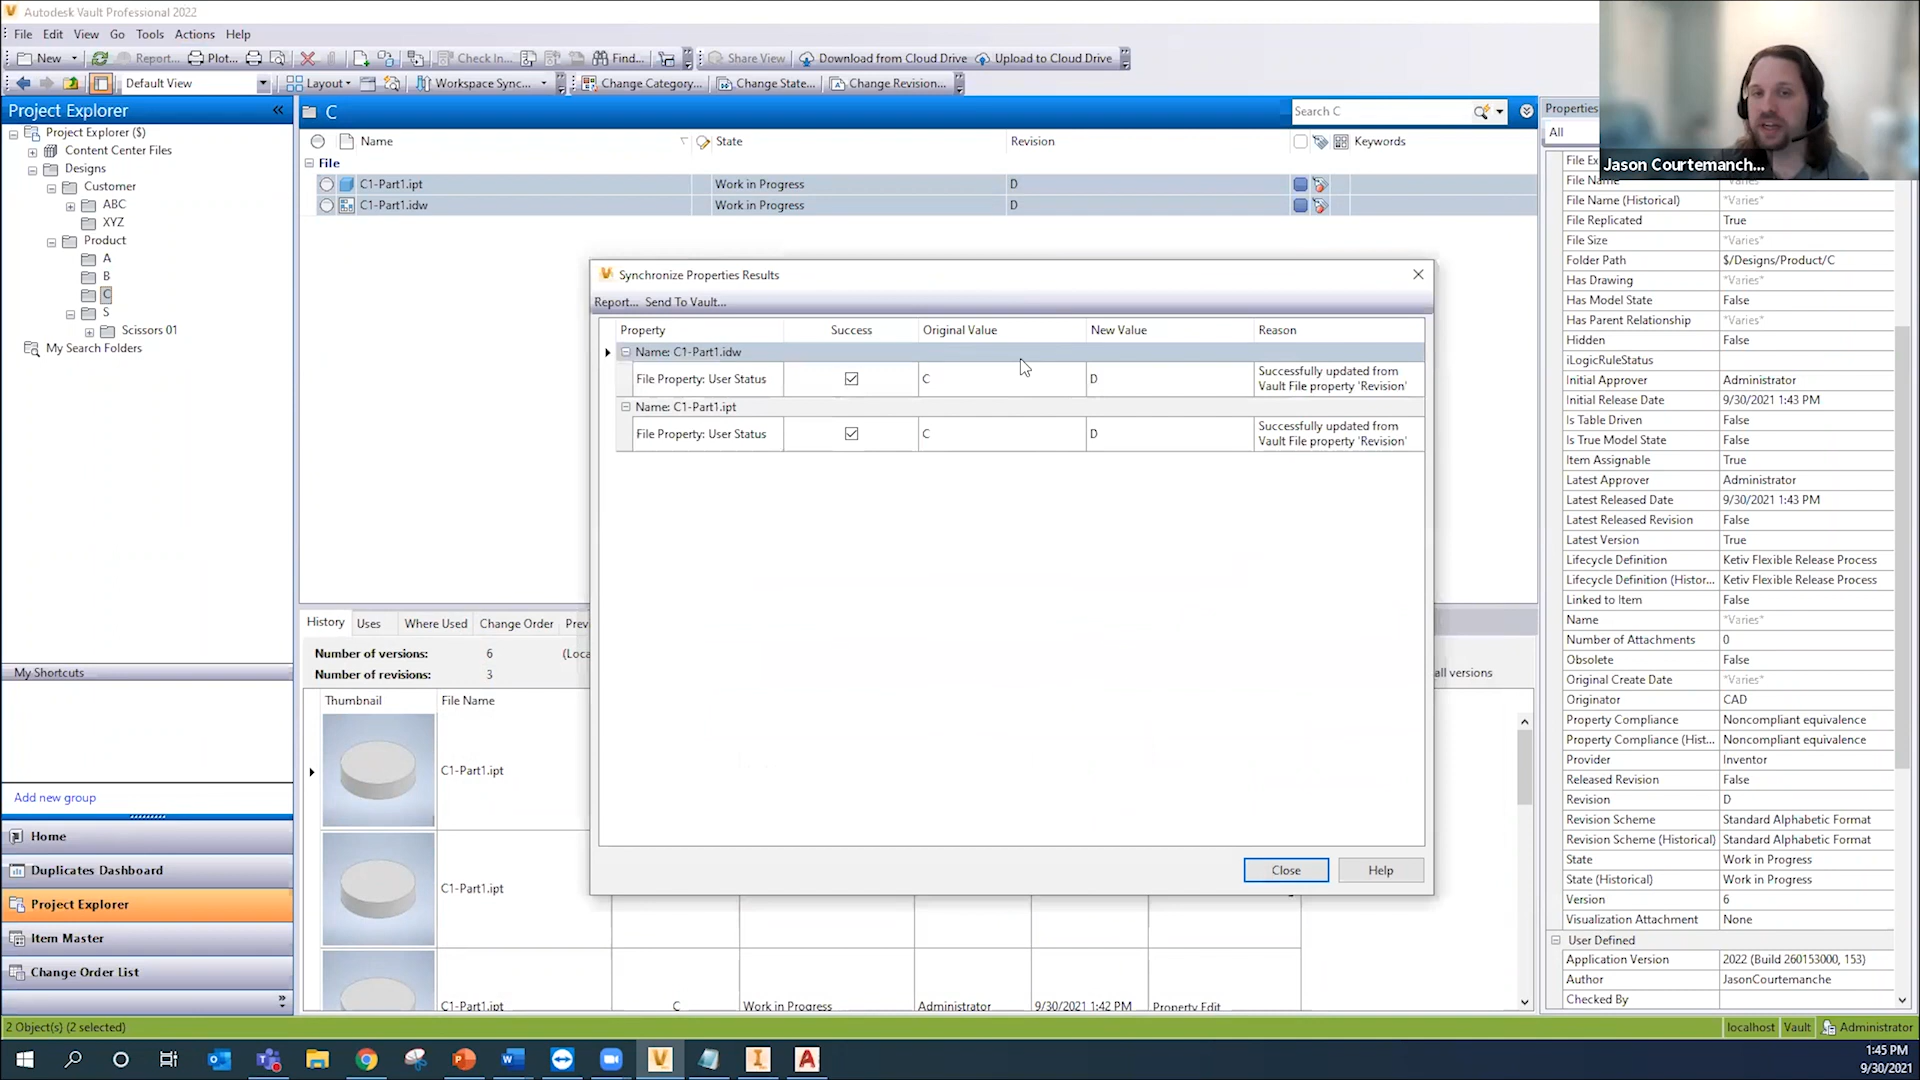 Autodesk Vault Professional 2022
File Edit View Go Tools Actions Help
New Report... Plot... Check In... Find... Share View Download from Cloud Drive Upload to Cloud Drive
Default View Layout Workspace Sync... Change Category... Change State... Change Revision...
Project Explorer
Project Explorer ($)
Content Center Files
Designs
Customer
ABC
XYZ
Product
A
B
C
S
Scissors 01
My Search Folders
My Shortcuts
Add new group
Home
Duplicates Dashboard
Project Explorer
Item Master
Change Order List
C
Search C
Name State Revision Keywords
File
C1-Part1.ipt Work in Progress D
C1-Part1.idw Work in Progress D
Synchronize Properties Results
Report... Send To Vault...
Property Success Original Value New Value Reason
Name: C1-Part1.idw
File Property: User Status C D Successfully updated from
Vault File property 'Revision'
Name: C1-Part1.ipt
File Property: User Status C D Successfully updated from
Vault File property 'Revision'
Close Help
History Uses Where Used Change Order Prev
Number of versions: 6 (Loca
all versions
Number of revisions: 3
Thumbnail File Name
C1-Part1.ipt
C1-Part1.ipt
C1-Part1.ipt C Work in Progress Administrator 9/30/2021 1:42 PM Property Edit
Properties
All
Jason Courtemanch...
File Ex
File Name
File Name (Historical) *Varies*
File Replicated True
File Size *Varies*
Folder Path $/Designs/Product/C
Has Drawing *Varies*
Has Model State False
Has Parent Relationship *Varies*
Hidden False
iLogicRuleStatus
Initial Approver Administrator
Initial Release Date 9/30/2021 1:43 PM
Is Table Driven False
Is True Model State False
Item Assignable True
Latest Approver Administrator
Latest Released Date 9/30/2021 1:43 PM
Latest Released Revision False
Latest Version True
Lifecycle Definition Ketiv Flexible Release Process
Lifecycle Definition (Histor... Ketiv Flexible Release Process
Linked to Item False
Name *Varies*
Number of Attachments 0
Obsolete False
Original Create Date *Varies*
Originator CAD
Property Compliance Noncompliant equivalence
Property Compliance (Hist... Noncompliant equivalence
Provider Inventor
Released Revision False
Revision D
Revision Scheme Standard Alphabetic Format
Revision Scheme (Historical) Standard Alphabetic Format
State Work in Progress
State (Historical) Work in Progress
Version 6
Visualization Attachment None
User Defined
Application Version 2022 (Build 260153000, 153)
Author JasonCourtemanche
Checked By
2 Object(s) (2 selected) localhost Vault Administrator
1:45 PM
9/30/2021